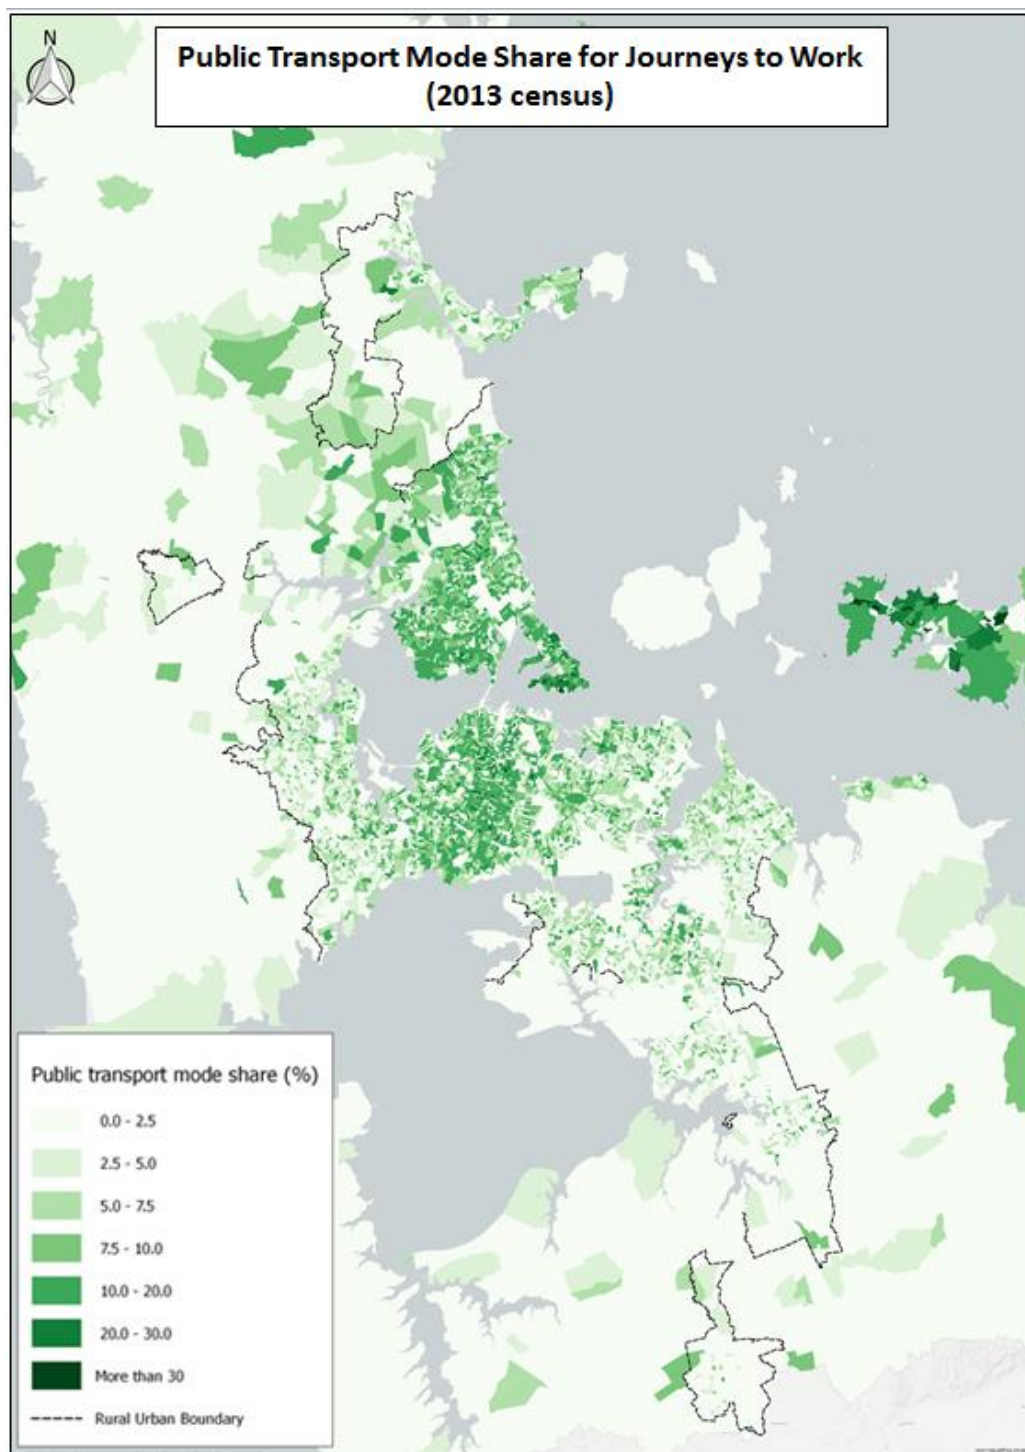 N
Public Transport Mode Share for Journeys to Work
(2013 census)
Public transport mode share (%)
0.0 - 2.5
2.5 - 5.0
5.0 - 7.5
7.5 - 10.0
10.0 - 20.0
20.0 - 30.0
More than 30
Rural Urban Boundary